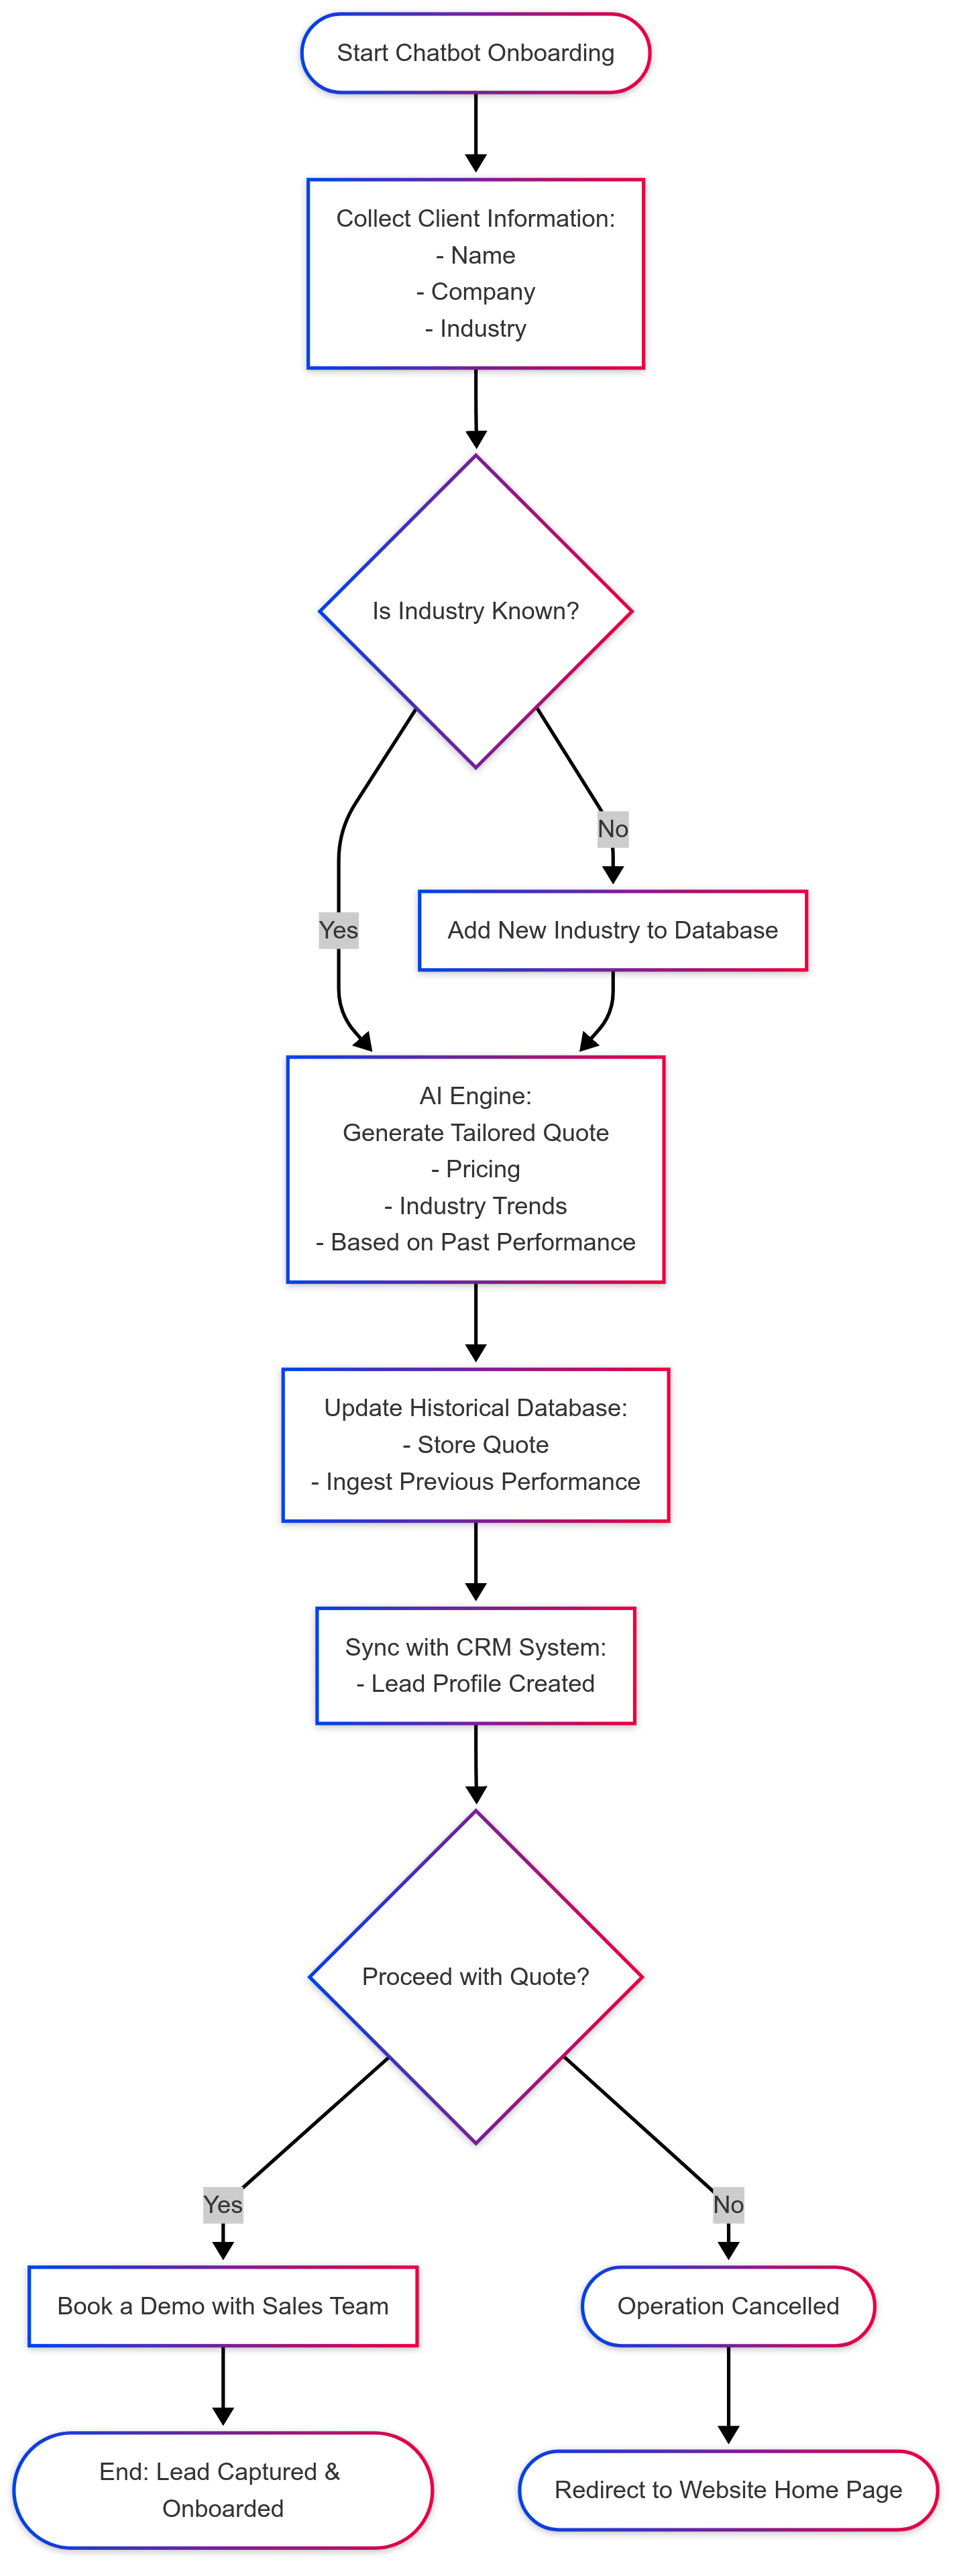 Start Chatbot Onboarding
Collect Client Information:
- Name
- Company
- Industry
Is Industry Known?
No
Yes
Add New Industry to Database
AI Engine:
Generate Tailored Quote
- Pricing
- Industry Trends
- Based on Past Performance
Update Historical Database:
- Store Quote
- Ingest Previous Performance
Sync with CRM System:
- Lead Profile Created
Proceed with Quote?
Yes
No
Book a Demo with Sales Team
Operation Cancelled
End: Lead Captured &
Onboarded
Redirect to Website Home Page